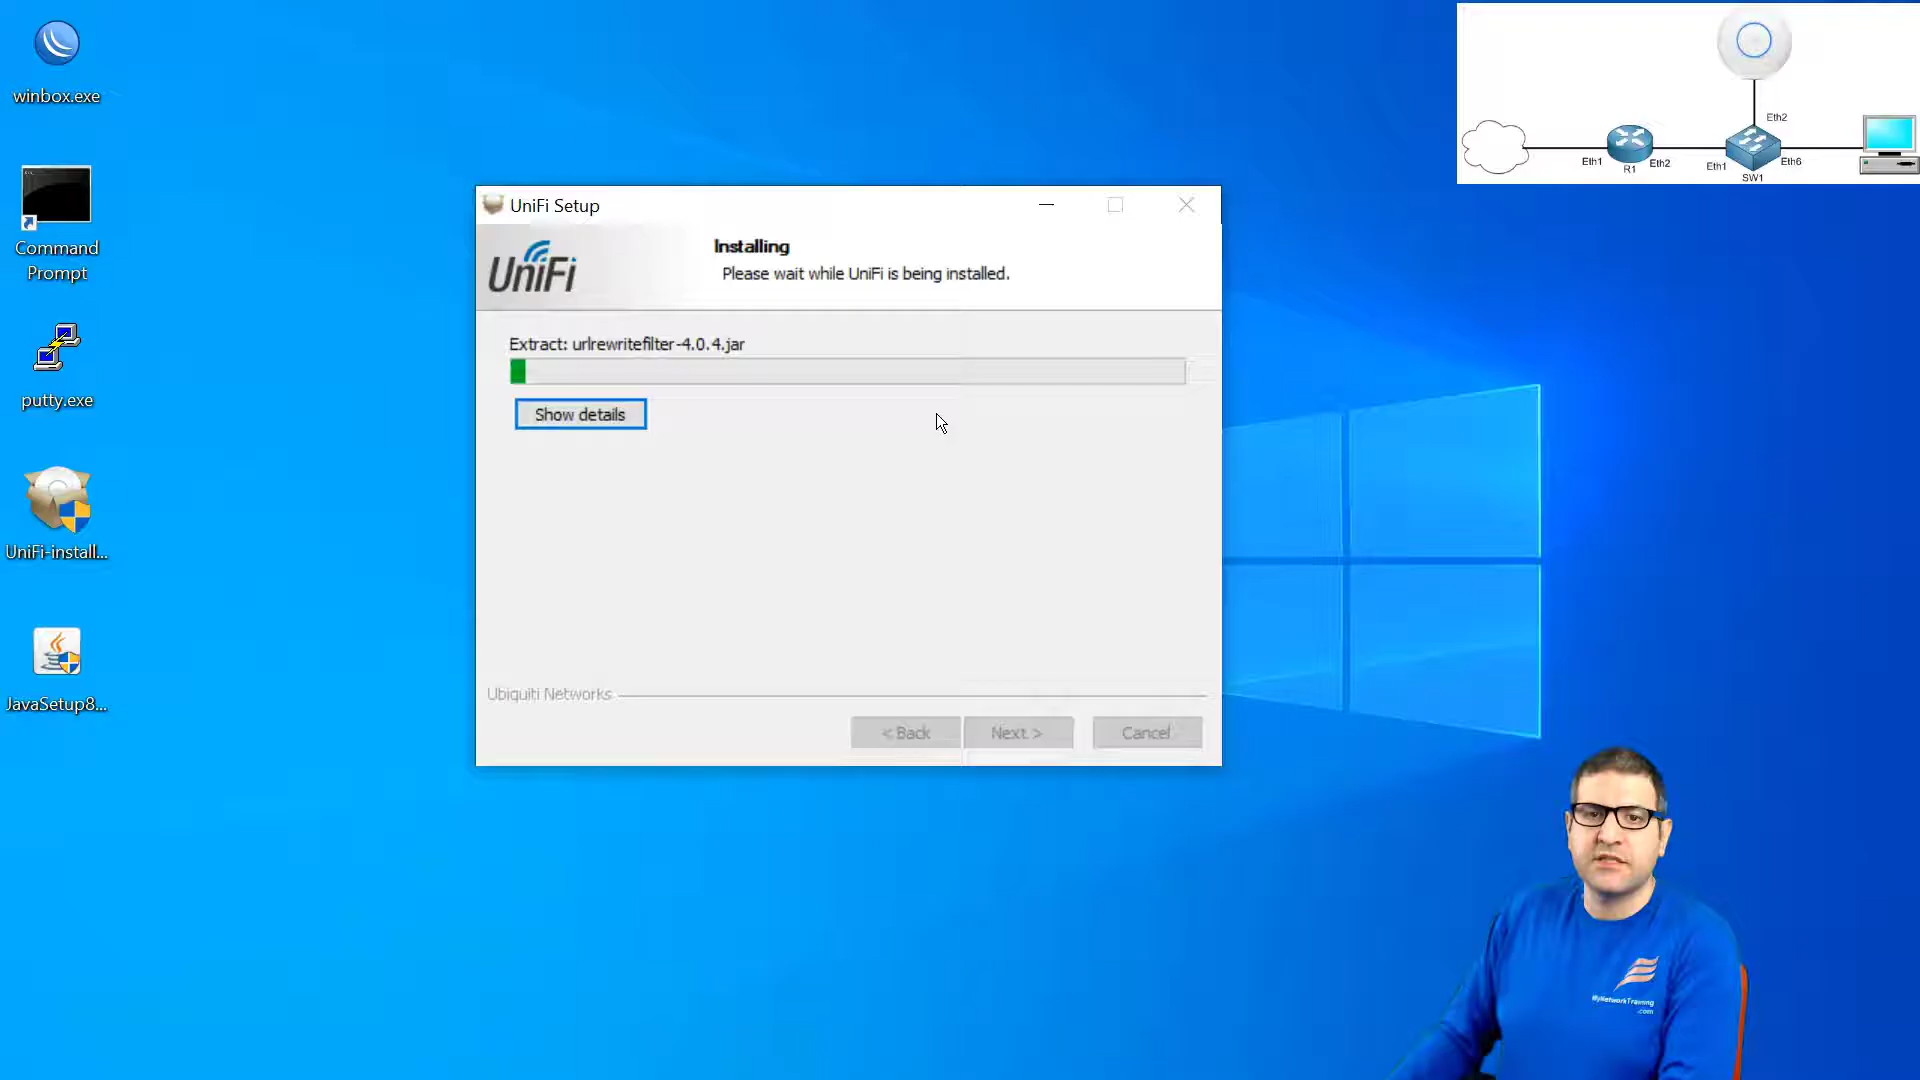 winbox.exe
Command
Prompt
putty.exe
UniFi-install...
JavaSetup8...
UniFi Setup
UniFi
Installing
Please wait while UniFi is being installed.
Extract: urlrewritefilter-4.0.4.jar
Show details
Ubiquiti Networks
< Back
Next >
Cancel
Eth2
Eth1
R1
Eth2
Eth1
SW1
Eth6
MyNetworkTraining
.com